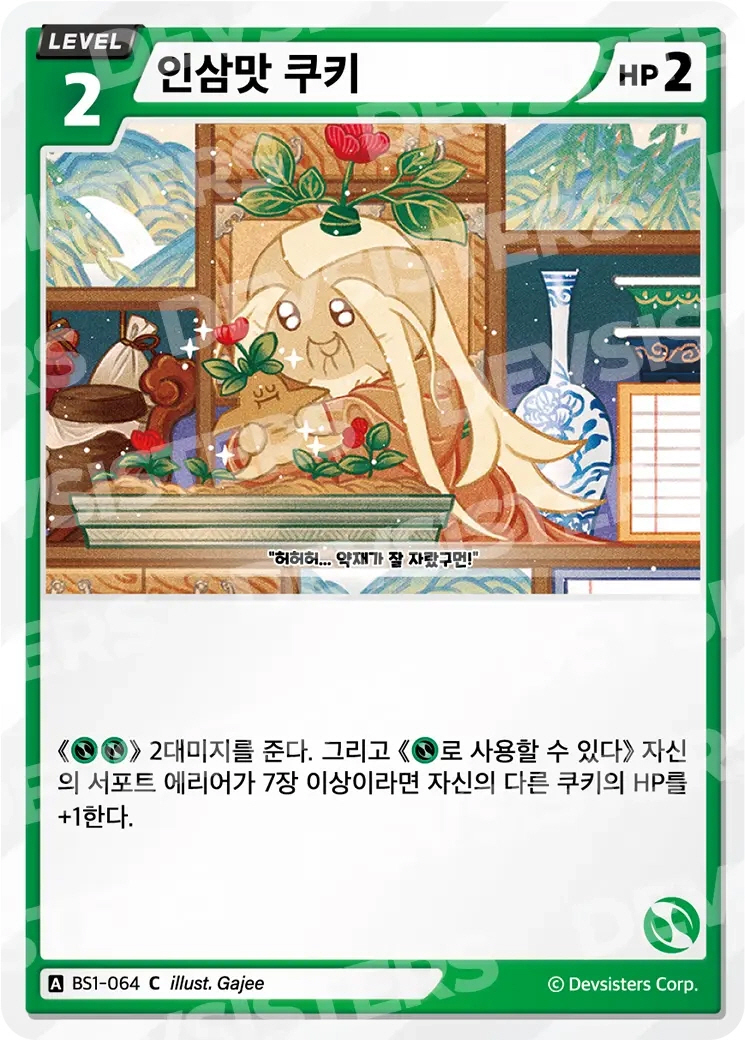 LEVEL
2
인삼맛 쿠키
HP 2
"허허허... 약재가 잘 자랐구먼!"
《》 2대미지를 준다. 그리고 《로 사용할 수 있다》 자신
의 서포트 에리어가 7장 이상이라면 자신의 다른 쿠키의 HP를
+1한다.
A BS1-064 C illust. Gajee
© Devsisters Corp.
DEVSISTERS